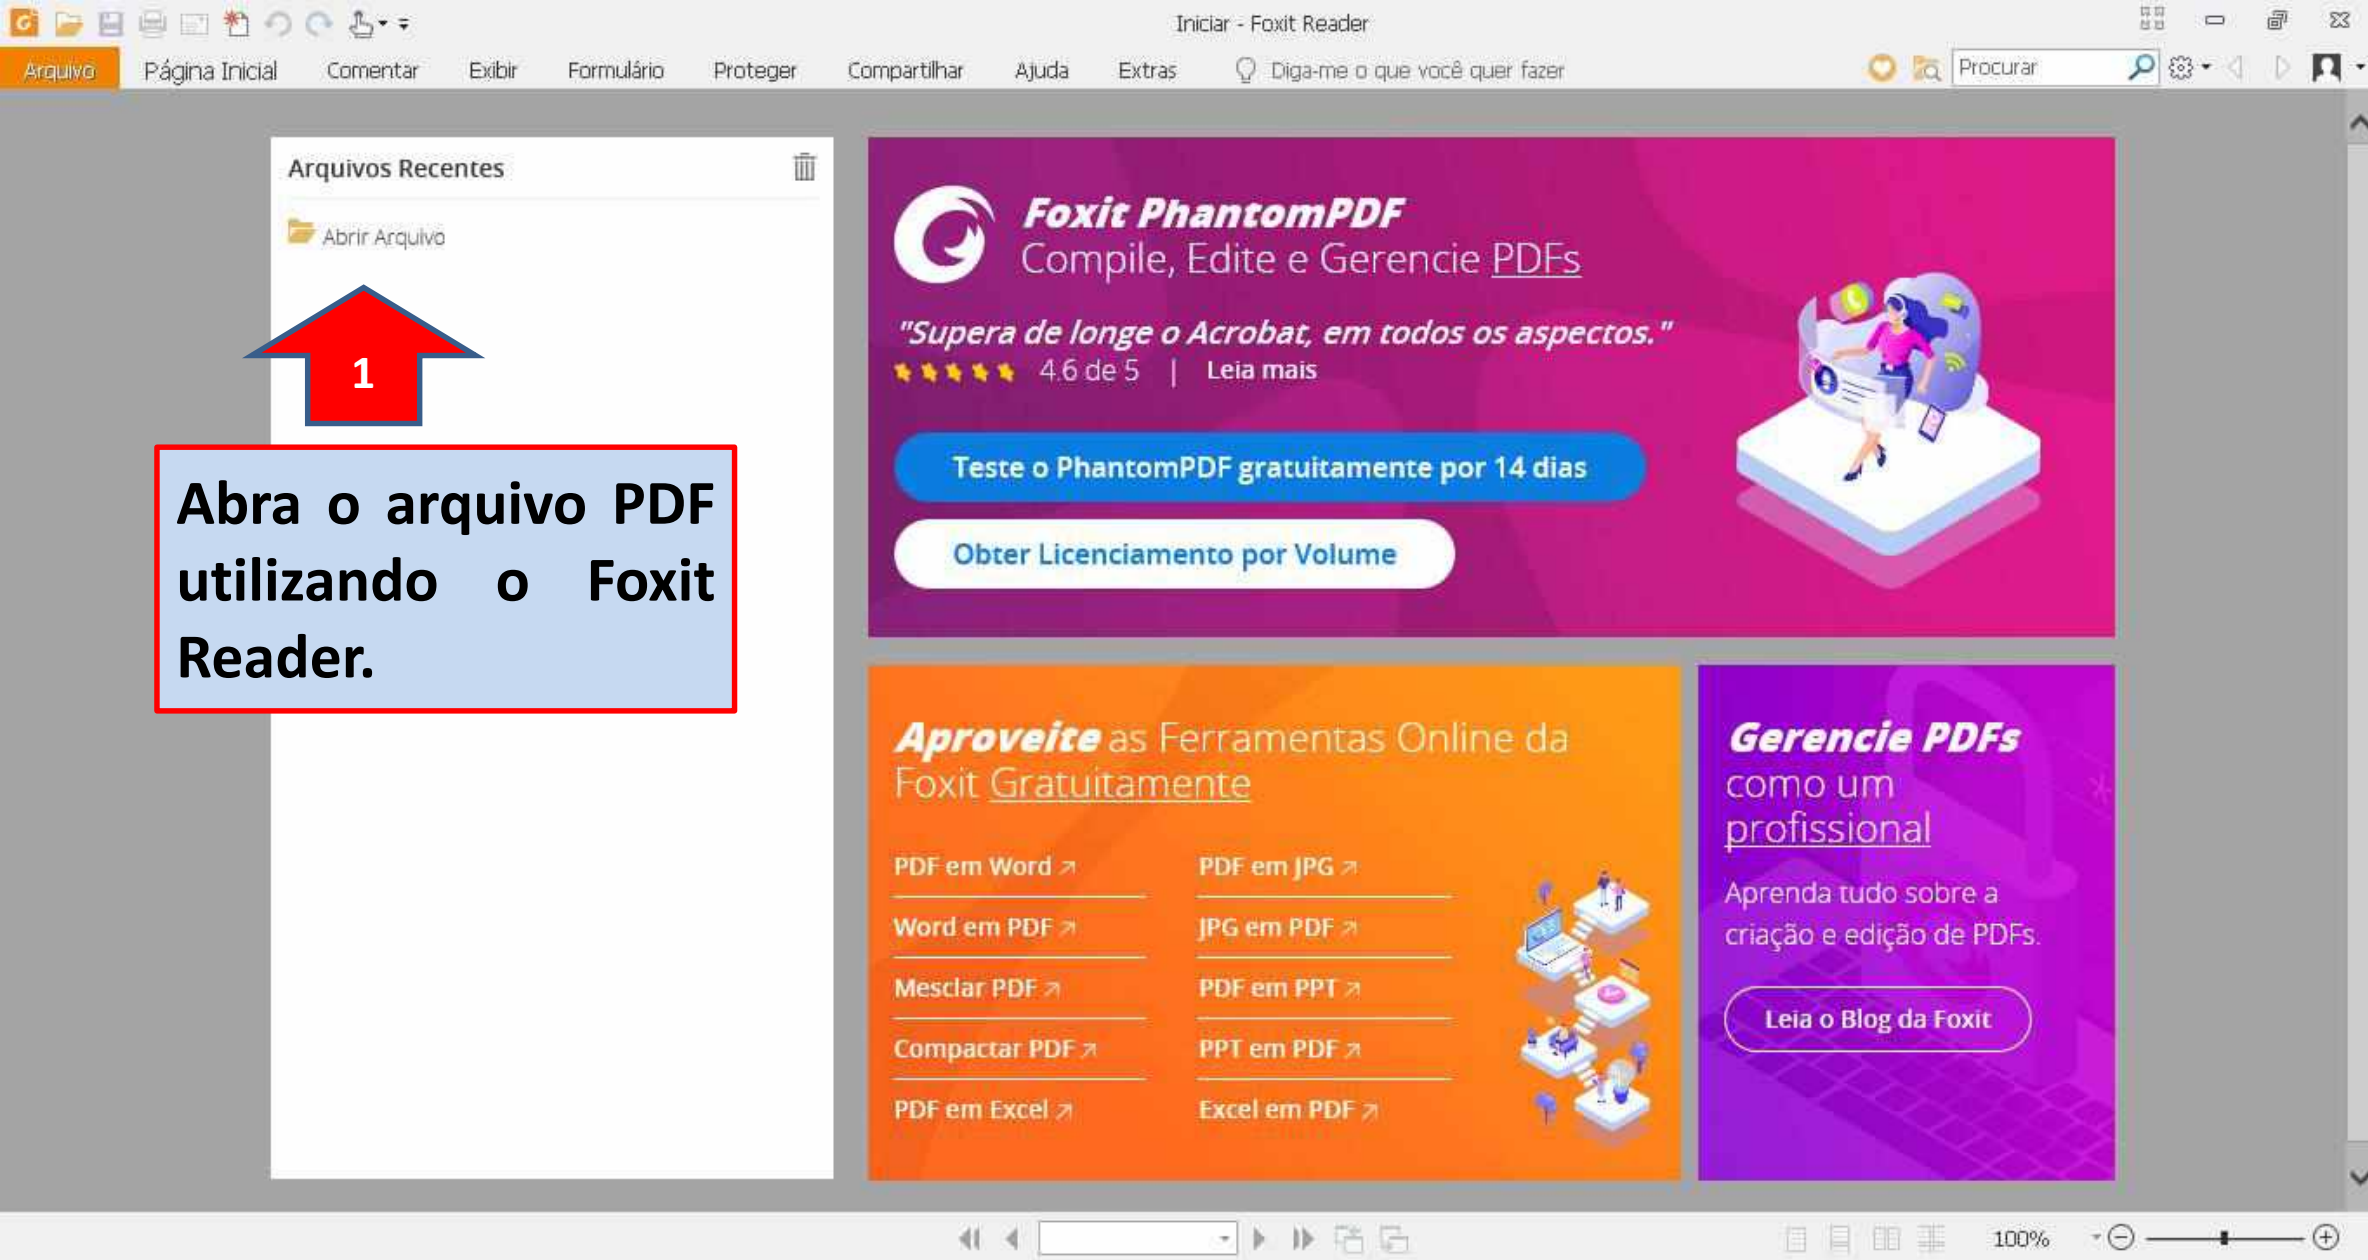 Iniciar - Foxit Reader
Arquivo Página Inicial Comentar Exibir Formulário Proteger Compartilhar Ajuda Extras Diga-me o que você quer fazer Procurar
Arquivos Recentes
Abrir Arquivo
1
Abra o arquivo PDF
utilizando o Foxit
Reader.
Foxit PhantomPDF
Compile, Edite e Gerencie PDFs
"Supera de longe o Acrobat, em todos os aspectos."
4.6 de 5 | Leia mais
Teste o PhantomPDF gratuitamente por 14 dias
Obter Licenciamento por Volume
Aproveite as Ferramentas Online da
Foxit Gratuitamente
PDF em Word PDF em JPG
Word em PDF JPG em PDF
Mesclar PDF PDF em PPT
Compactar PDF PPT em PDF
PDF em Excel Excel em PDF
Gerencie PDFs
como um
profissional
Aprenda tudo sobre a
criação e edição de PDFs.
Leia o Blog da Foxit
100%